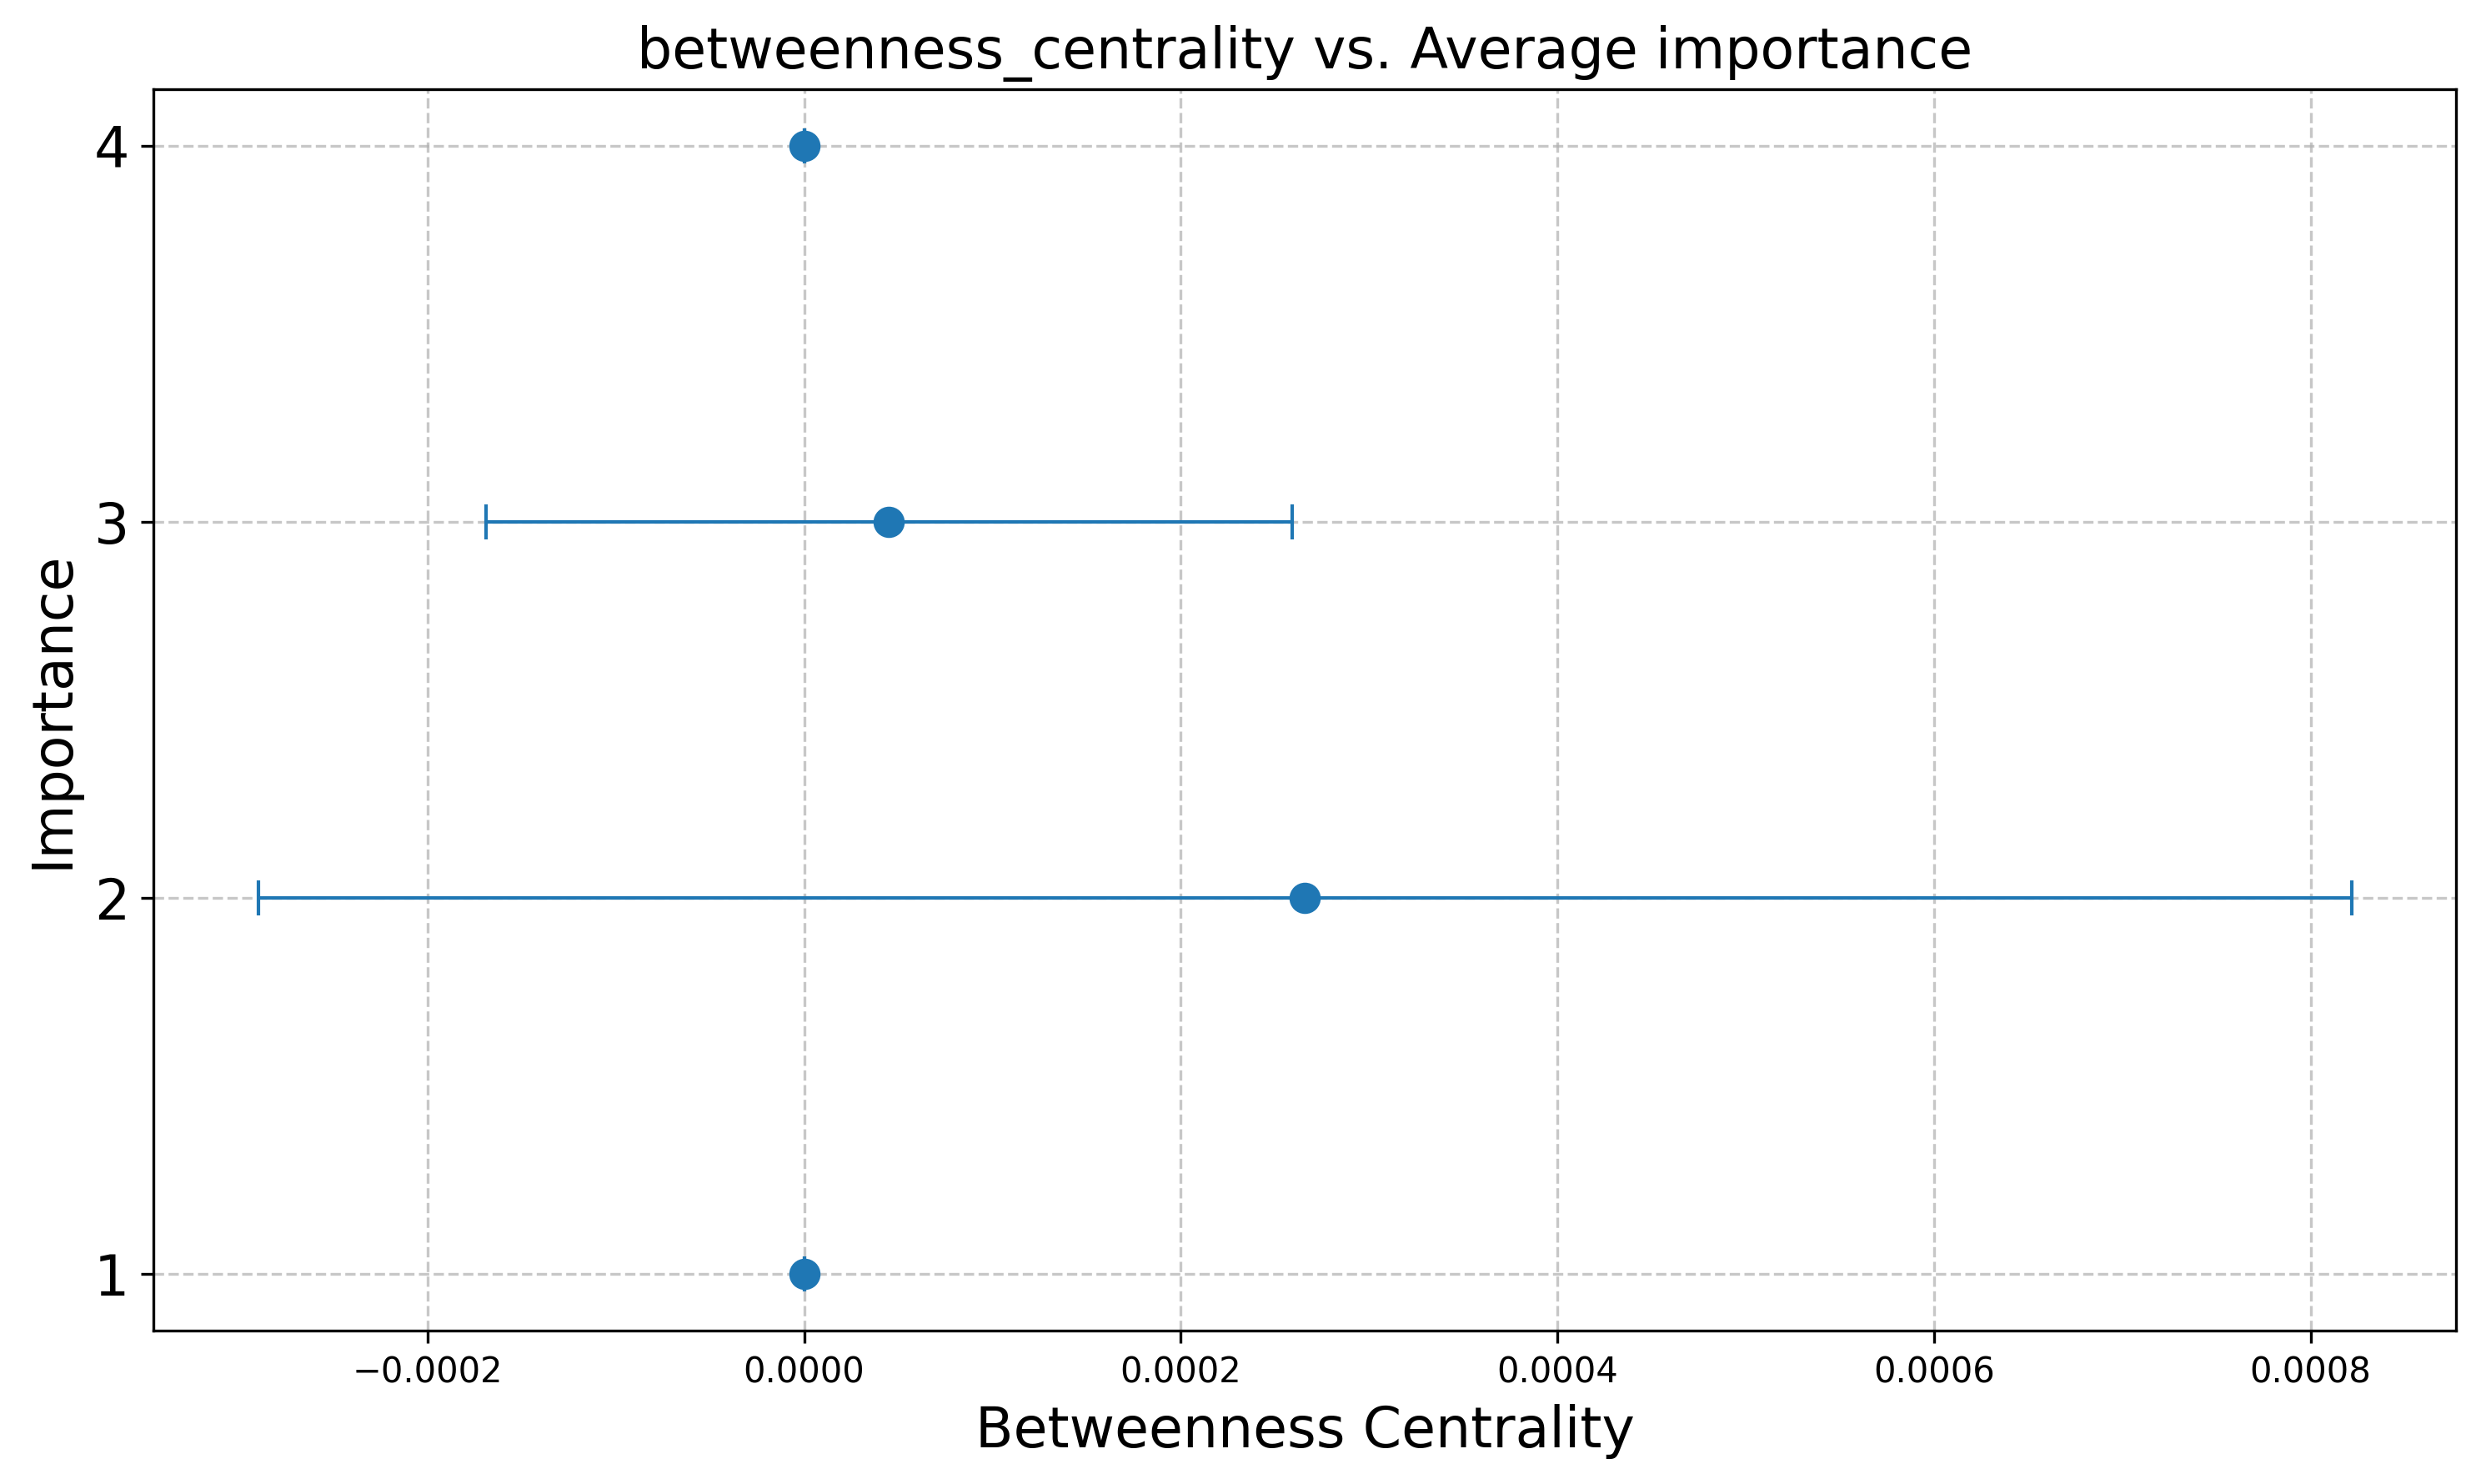 betweenness_centrality vs. Average importance
4
3
2
1
Importance
−0.0002 0.0000 0.0002 0.0004 0.0006 0.0008
Betweenness Centrality